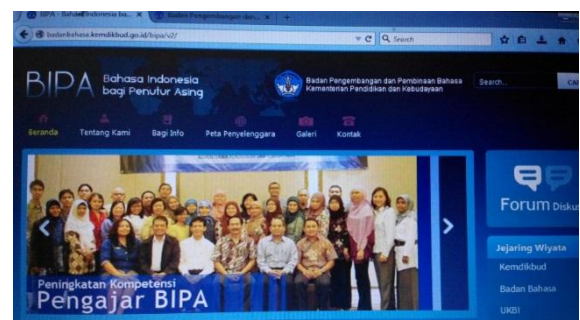 BIPA - Bahasa Indonesia ba...
Badan Pengembangan dan...
badanbahasa.kemdikbud.go.id/bipa/v2/
Search
BIPA Bahasa Indonesia
bagi Penutur Asing
Badan Pengembangan dan Pembinaan Bahasa
Kementerian Pendidikan dan Kebudayaan
Search...
CA
Beranda Tentang Kami Bagi Info Peta Penyelenggara Galeri Kontak
Peningkatan Kompetensi
Pengajar BIPA
Forum Disku
Jejaring Wiyata
Kemdikbud
Badan Bahasa
UKBI